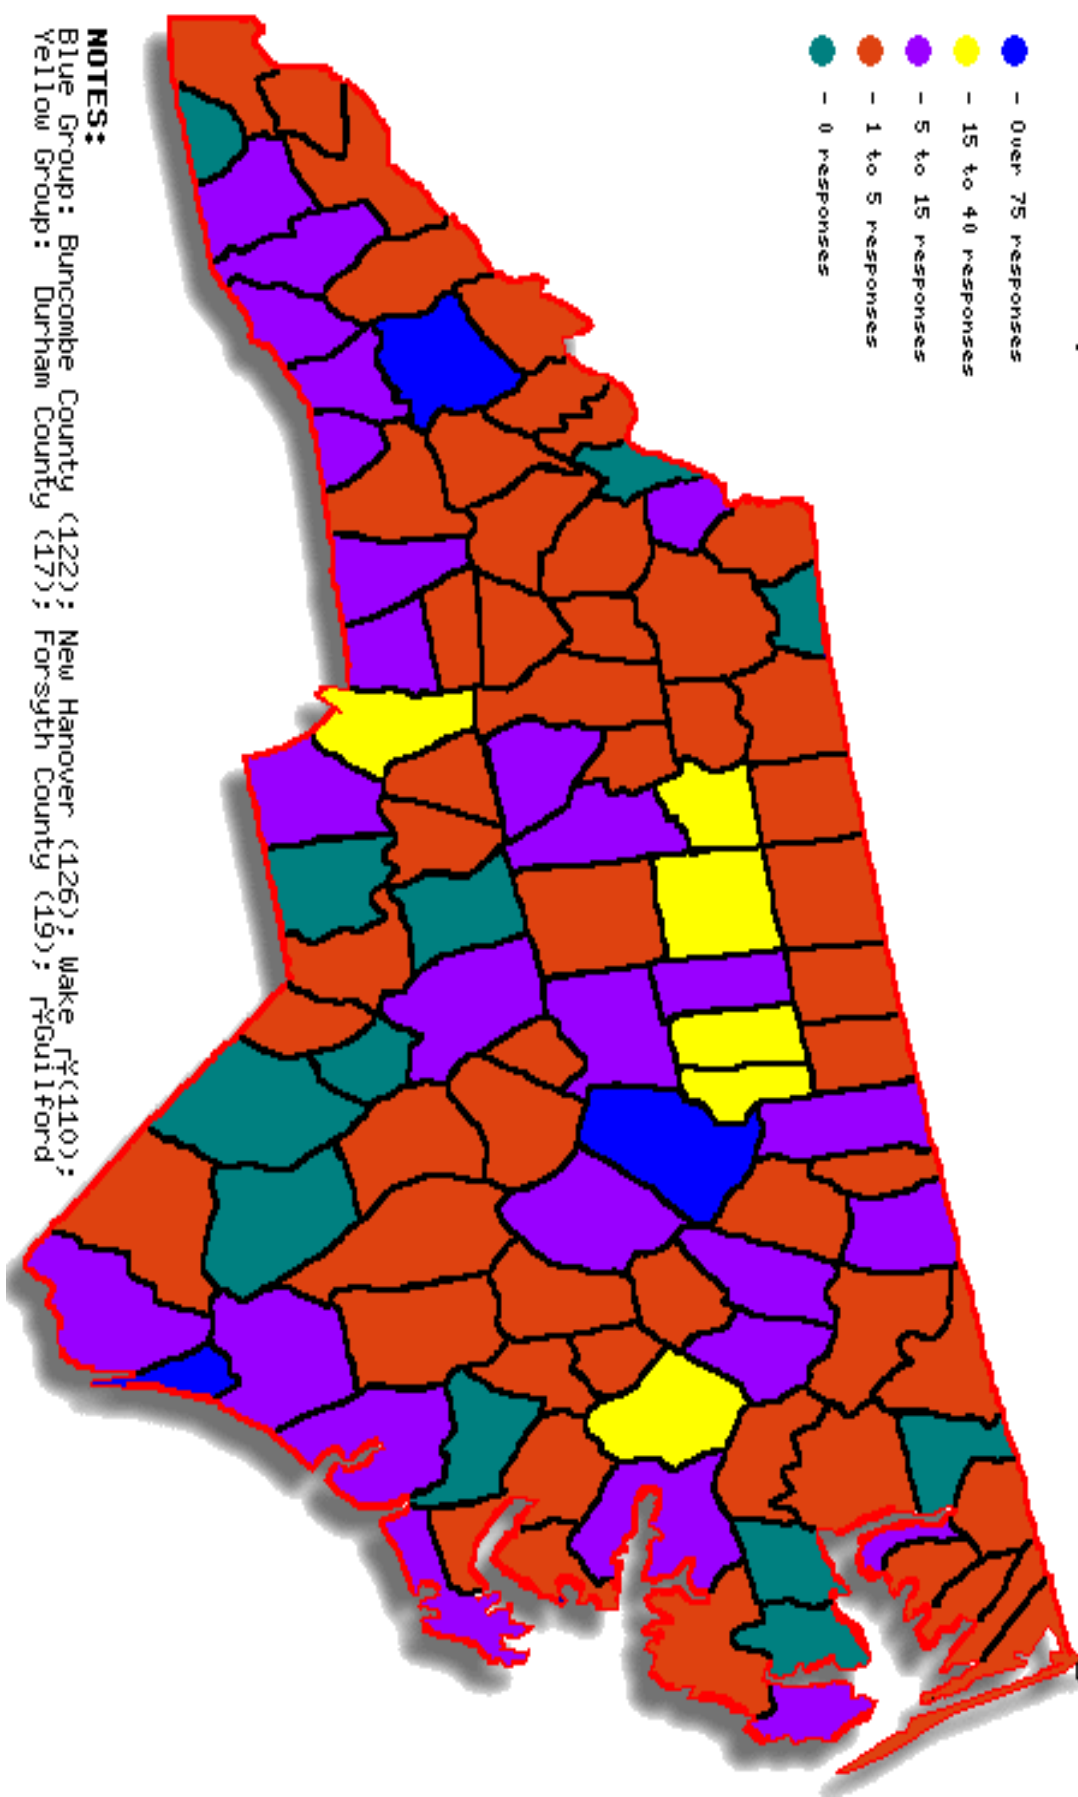 - Over 75 responses
- 15 to 40 responses
- 5 to 15 responses
- 1 to 5 responses
- 0 responses
NOTES:
Blue Group: Buncombe County (122); New Hanover (126); Wake (110);
Yellow Group: Durham County (17); Forsyth County (19); Guilford